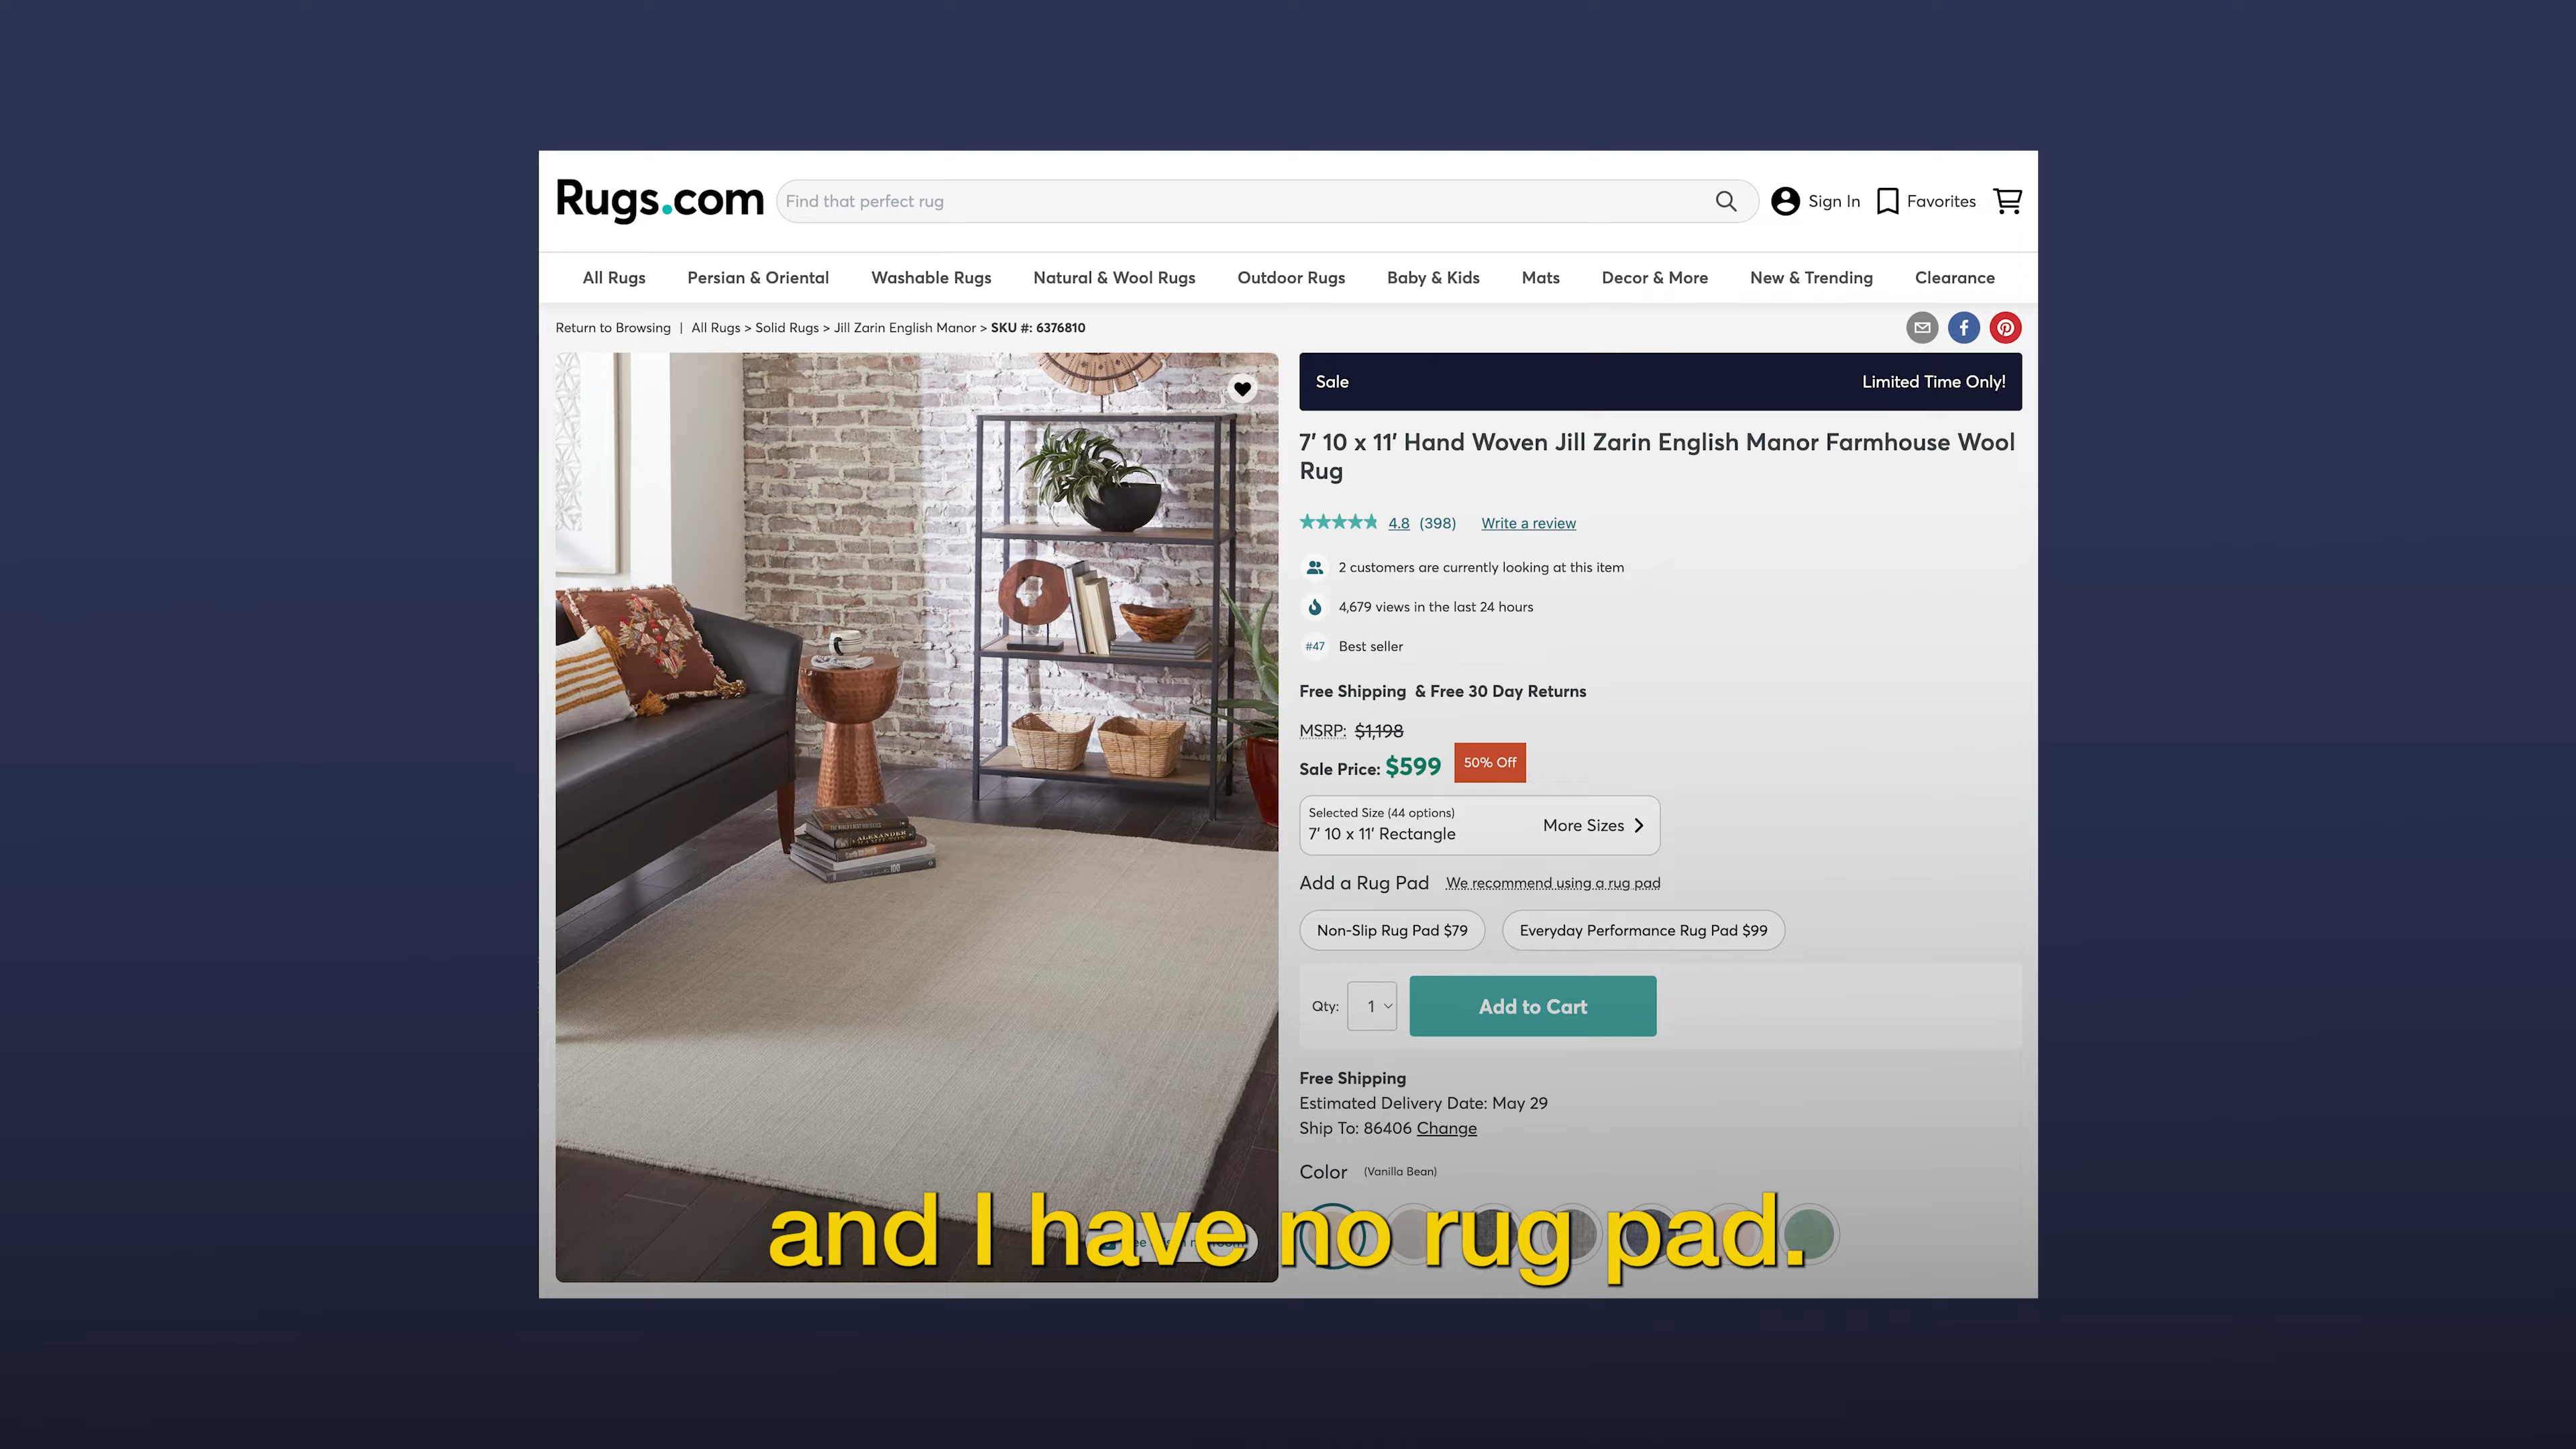 Rugs.com
Find that perfect rug
Sign In
Favorites
All Rugs
Persian & Oriental
Washable Rugs
Natural & Wool Rugs
Outdoor Rugs
Baby & Kids
Mats
Decor & More
New & Trending
Clearance
Return to Browsing | All Rugs > Solid Rugs > Jill Zarin English Manor > SKU #: 6376810
Sale
Limited Time Only!
7' 10 x 11' Hand Woven Jill Zarin English Manor Farmhouse Wool
Rug
4.8 (398)
Write a review
2 customers are currently looking at this item
4,679 views in the last 24 hours
#47 Best seller
Free Shipping & Free 30 Day Returns
MSRP: $1,198
Sale Price: $599
50% Off
Selected Size (44 options)
7' 10 x 11' Rectangle
More Sizes
Add a Rug Pad
We recommend using a rug pad
Non-Slip Rug Pad $79
Everyday Performance Rug Pad $99
Qty: 1
Add to Cart
Free Shipping
Estimated Delivery Date: May 29
Ship To: 86406 Change
Color (Vanilla Bean)
and I have no rug pad.